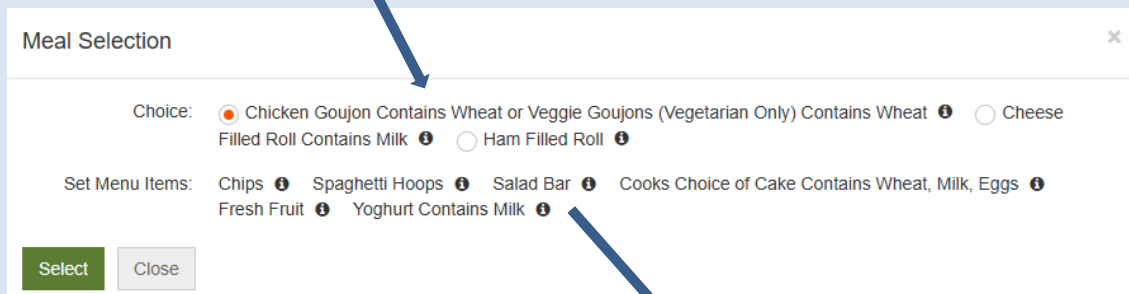 Meal Selection ×
Choice: Chicken Goujon Contains Wheat or Veggie Goujons (Vegetarian Only) Contains Wheat Cheese
Filled Roll Contains Milk Ham Filled Roll
Set Menu Items: Chips Spaghetti Hoops Salad Bar Cooks Choice of Cake Contains Wheat, Milk, Eggs
Fresh Fruit Yoghurt Contains Milk
Select Close